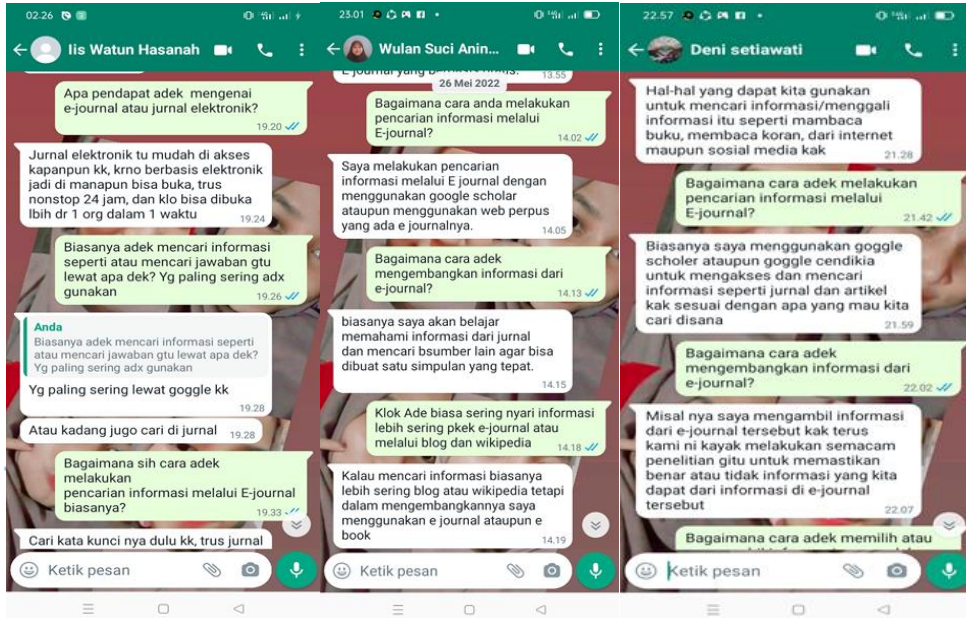 02.26
Iis Watun Hasanah
Apa pendapat adek mengenai
e-journal atau jurnal elektronik?
19.20
Jurnal elektronik tu mudah di akses
kapanpun kk, krno berbasis elektronik
jadi di manapun bisa buka, trus
nonstop 24 jam, dan klo bisa dibuka
lbih dr 1 org dalam 1 waktu
19.24
Biasanya adek mencari informasi
seperti atau mencari jawaban gtu
lewat apa dek? Yg paling sering adx
gunakan
19.26
Anda
Biasanya adek mencari informasi seperti
atau mencari jawaban gtu lewat apa dek?
Yg paling sering adx gunakan
Yg paling sering lewat goggle kk
19.28
Atau kadang jugo cari di jurnal
19.28
Bagaimana sih cara adek
melakukan
pencarian informasi melalui E-journal
biasanya?
19.33
Cari kata kunci nya dulu kk, trus jurnal
Ketik pesan
23.01
Wulan Suci Anin...
E journal yang
13.55
26 Mei 2022
Bagaimana cara anda melakukan
pencarian informasi melalui
E-journal?
14.02
Saya melakukan pencarian
informasi melalui E journal dengan
menggunakan google scholar
ataupun menggunakan web perpus
yang ada e journalnya.
14.05
Bagaimana cara adek
mengembangkan informasi dari
e-journal?
14.13
biasanya saya akan belajar
memahami informasi dari jurnal
dan mencari bsumber lain agar bisa
dibuat satu simpulan yang tepat.
14.15
Klok Ade biasa sering nyari informasi
lebih sering pkek e-journal atau
melalui blog dan wikipedia
14.18
Kalau mencari informasi biasanya
lebih sering blog atau wikipedia tetapi
dalam mengembangkannya saya
menggunakan e journal ataupun e
book
14.19
Ketik pesan
22.57
Deni setiawati
Hal-hal yang dapat kita gunakan
untuk mencari informasi/menggali
informasi itu seperti mambaca
buku, membaca koran, dari internet
maupun sosial media kak
21.28
Bagaimana cara adek melakukan
pencarian informasi melalui
E-journal?
21.42
Biasanya saya menggunakan goggle
scholer ataupun goggle cendikia
untuk mengakses dan mencari
informasi seperti jurnal dan artikel
kak sesuai dengan apa yang mau kita
cari disana
21.59
Bagaimana cara adek
mengembangkan informasi dari
e-journal?
22.02
Misal nya saya mengambil informasi
dari e-journal tersebut kak terus
kami ni kayak melakukan semacam
penelitian gitu untuk memastikan
benar atau tidak informasi yang kita
dapat dari informasi di e-journal
tersebut
22.07
Bagaimana cara adek memilih atau
Ketik pesan